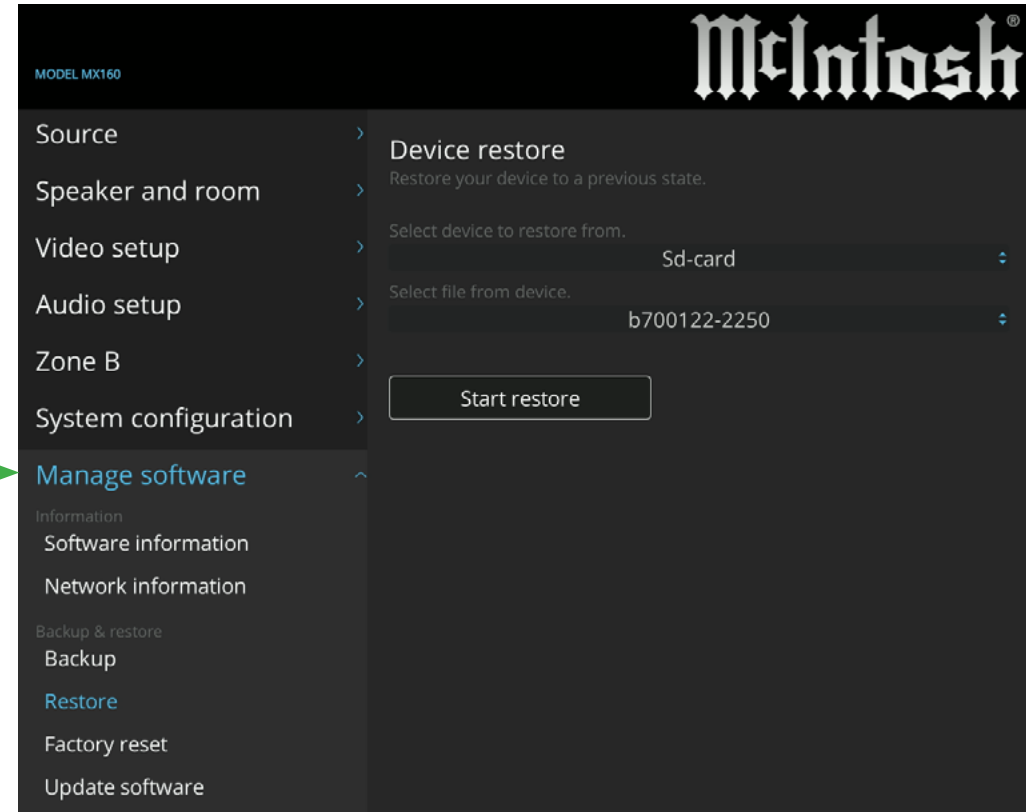 McIntosh®
MODEL MX160
Source
Speaker and room
Video setup
Audio setup
Zone B
System configuration
Manage software
Information
Software information
Network information
Backup & restore
Backup
Restore
Factory reset
Update software
Device restore
Restore your device to a previous state.
Select device to restore from.
Sd-card
Select file from device.
b700122-2250
Start restore